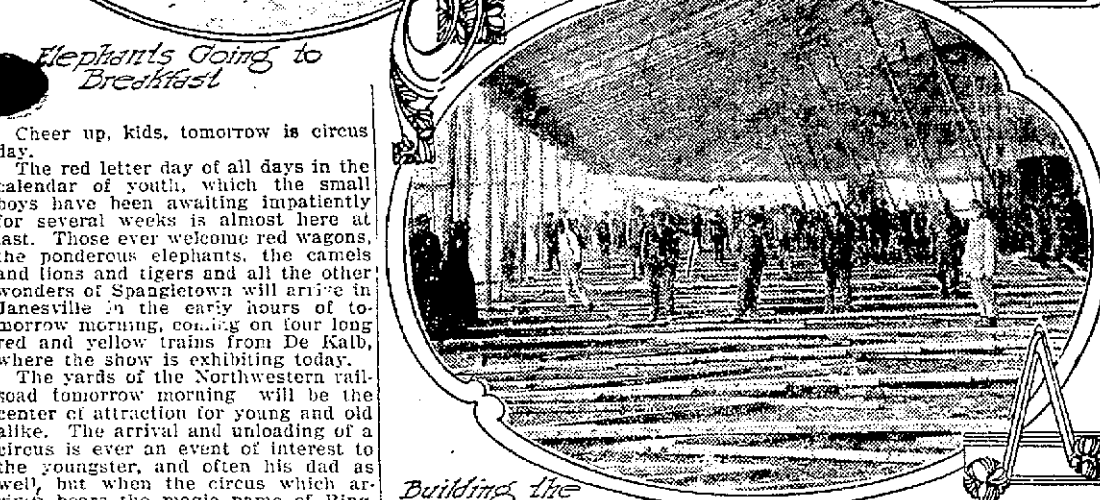 Elephants Going to
Breakfast
Cheer up, kids, tomorrow is circus
day.
The red letter day of all days in the
calendar of youth, which the small
boys have been awaiting impatiently
for several weeks is almost here at
last. Those ever welcome red wagons,
the ponderous elephants, the camels
and lions and tigers and all the other
wonders of Spangletown will arrive in
Janesville in the early hours of to-
morrow morning, coming on four long
red and yellow trains from De Kalb,
where the show is exhibiting today.
The yards of the Northwestern rail-
road tomorrow morning will be the
center of attraction for young and old
alike. The arrival and unloading of a
circus is ever an event of interest to
the youngster, and often his dad as
well, but when the circus which ar-
bears the magic name of Ring-
Building the